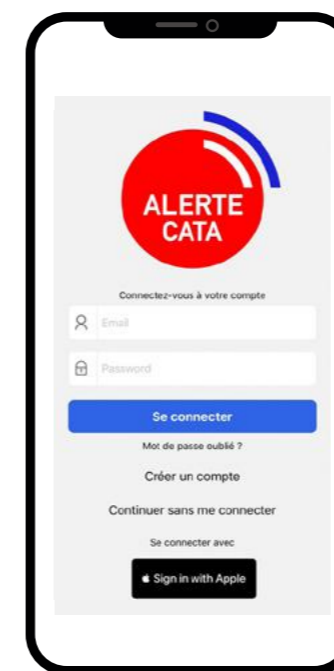 ALERTE
CATA
Connectez-vous à votre compte
Email
Password
Se connecter
Mot de passe oublié ?
Créer un compte
Continuer sans me connecter
Se connecter avec
Sign in with Apple